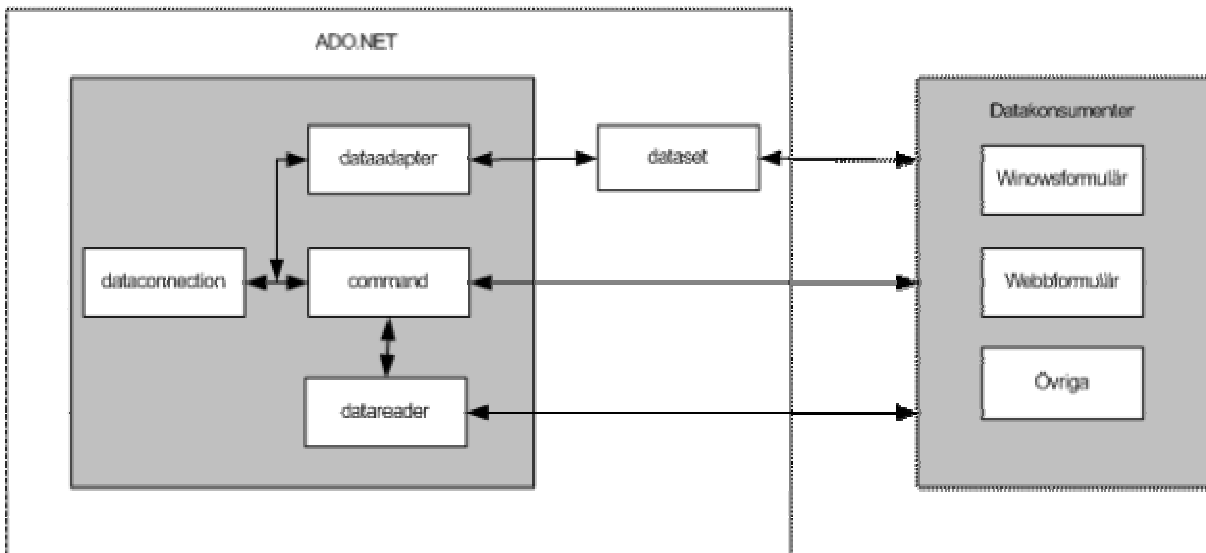 ADO.NET
Datakonsumenter
dataadapter
dataset
Winowsformulär
dataconnection
command
Webbformulär
datareader
Övriga